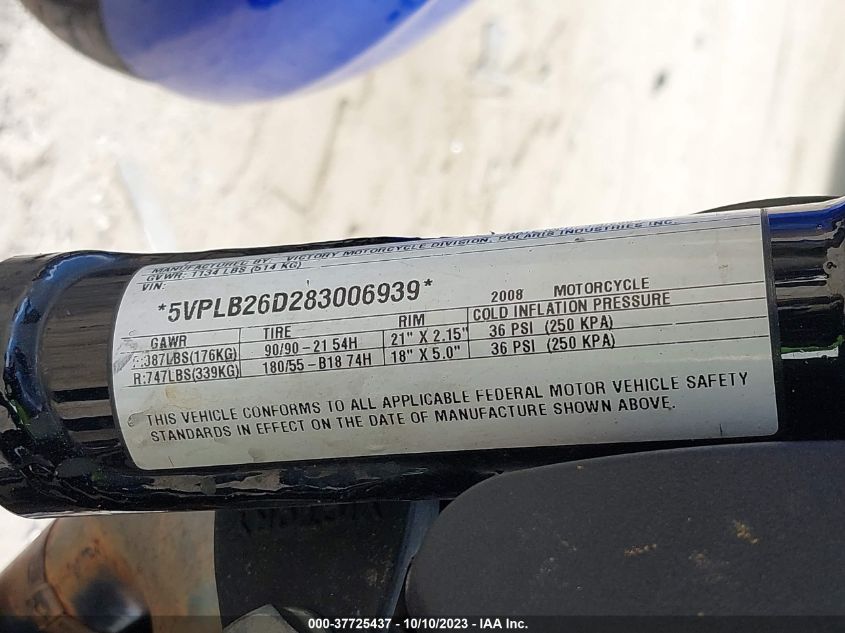 MANUFACTURED BY: VICTORY MOTORCYCLE DIVISION, POLARIS INDUSTRIES INC.
GVWR: 1134 LBS (514 KG)
VIN:
*5VPLB26D283006939*
2008 MOTORCYCLE
GAWR TIRE RIM COLD INFLATION PRESSURE
F:387LBS(176KG) 90/90 – 21 54H 21" X 2.15" 36 PSI (250 KPA)
R:747LBS(339KG) 180/55 – B18 74H 18" X 5.0" 36 PSI (250 KPA)
THIS VEHICLE CONFORMS TO ALL APPLICABLE FEDERAL MOTOR VEHICLE SAFETY
STANDARDS IN EFFECT ON THE DATE OF MANUFACTURE SHOWN ABOVE.
000-37725437 - 10/10/2023 - IAA Inc.